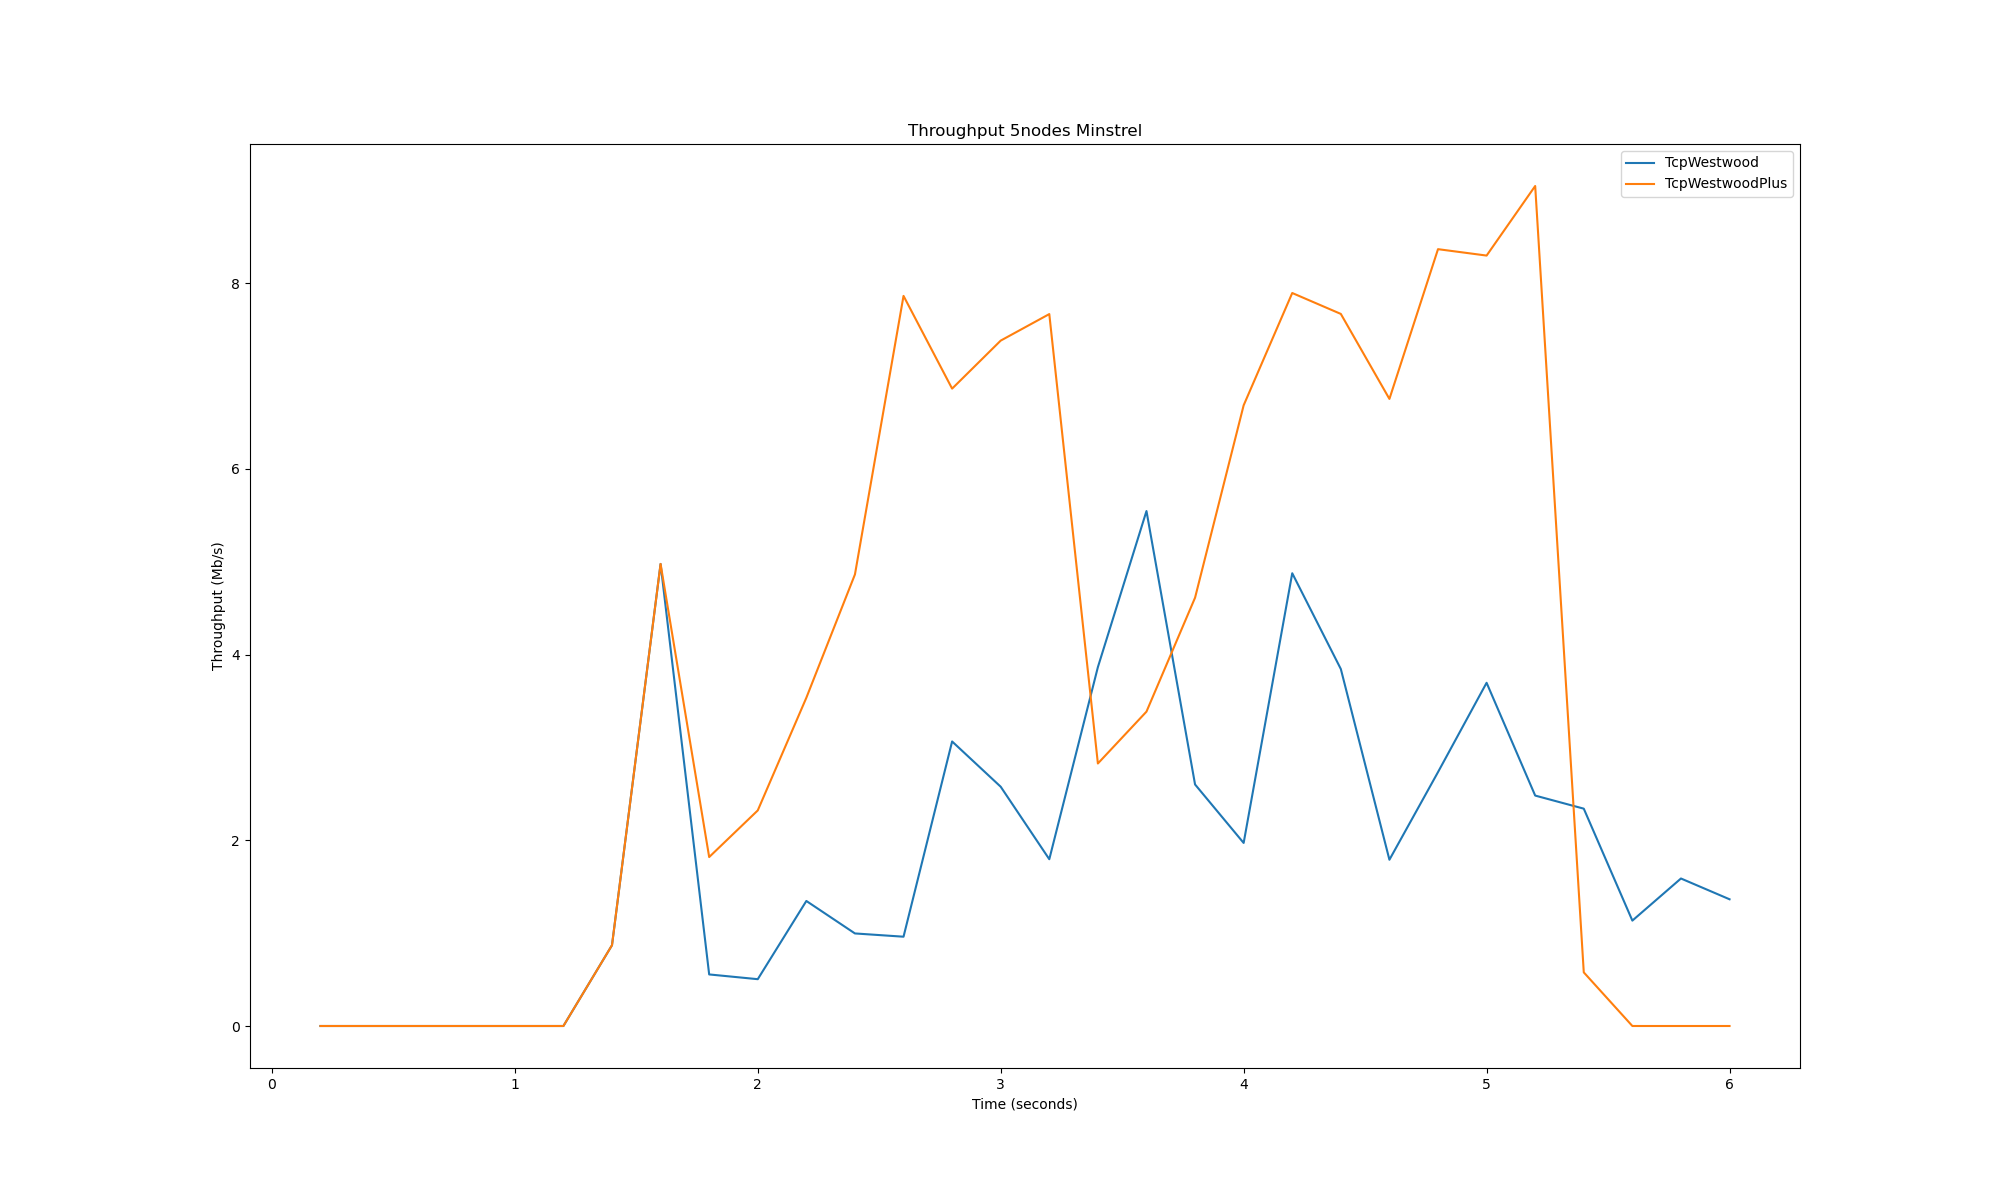 Throughput 5nodes Minstrel
TcpWestwood
TcpWestwoodPlus
Throughput (Mb/s)
8
6
4
2
0
0 1 2 3 4 5 6
Time (seconds)